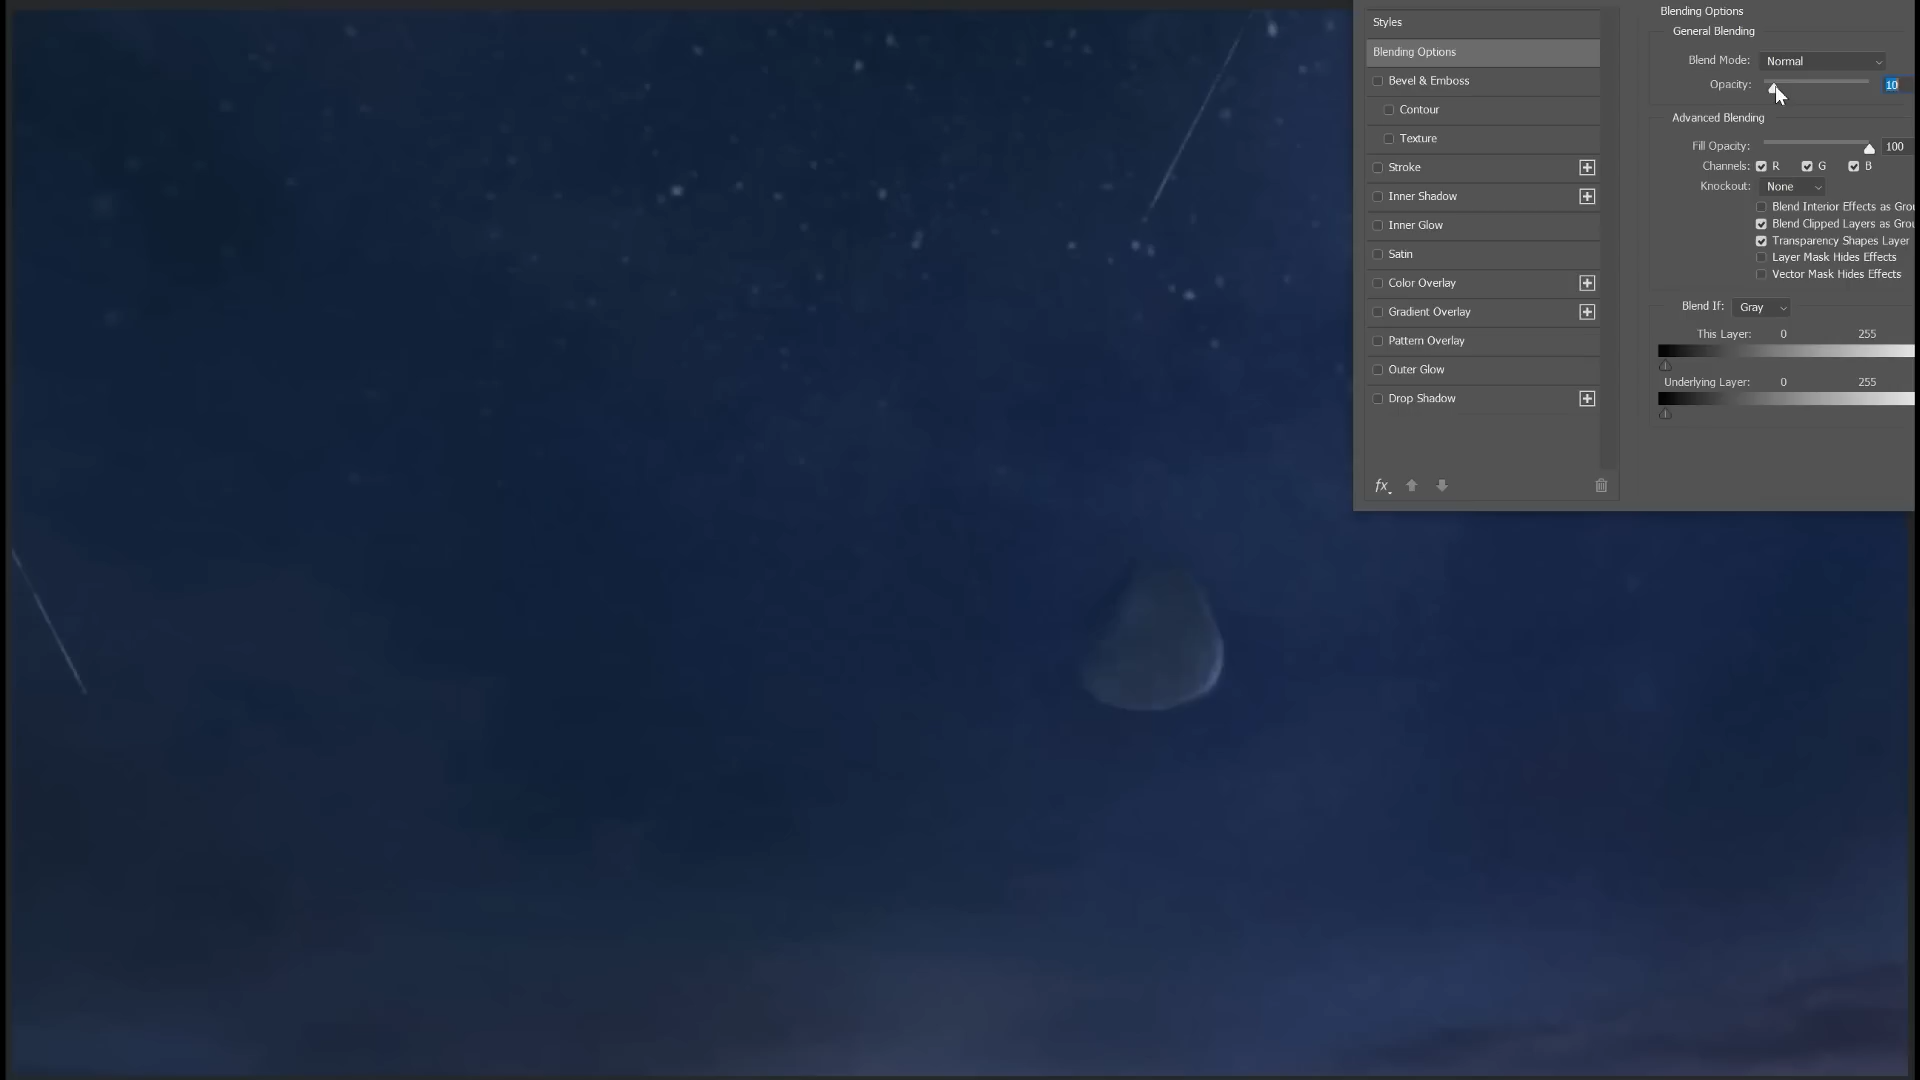 Styles
Blending Options
Bevel & Emboss
Contour
Texture
Stroke
Inner Shadow
Inner Glow
Satin
Color Overlay
Gradient Overlay
Pattern Overlay
Outer Glow
Drop Shadow
fx
Blending Options
General Blending
Blend Mode: Normal
Opacity: 10
Advanced Blending
Fill Opacity: 100
Channels: R G B
Knockout: None
Blend Interior Effects as Grou
Blend Clipped Layers as Grou
Transparency Shapes Layer
Layer Mask Hides Effects
Vector Mask Hides Effects
Blend If: Gray
This Layer: 0 255
Underlying Layer: 0 255